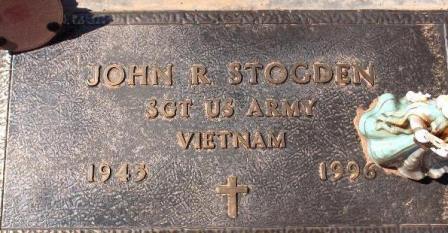 JOHN R STOGDEN
SGT US ARMY
VIETNAM
1945 1996